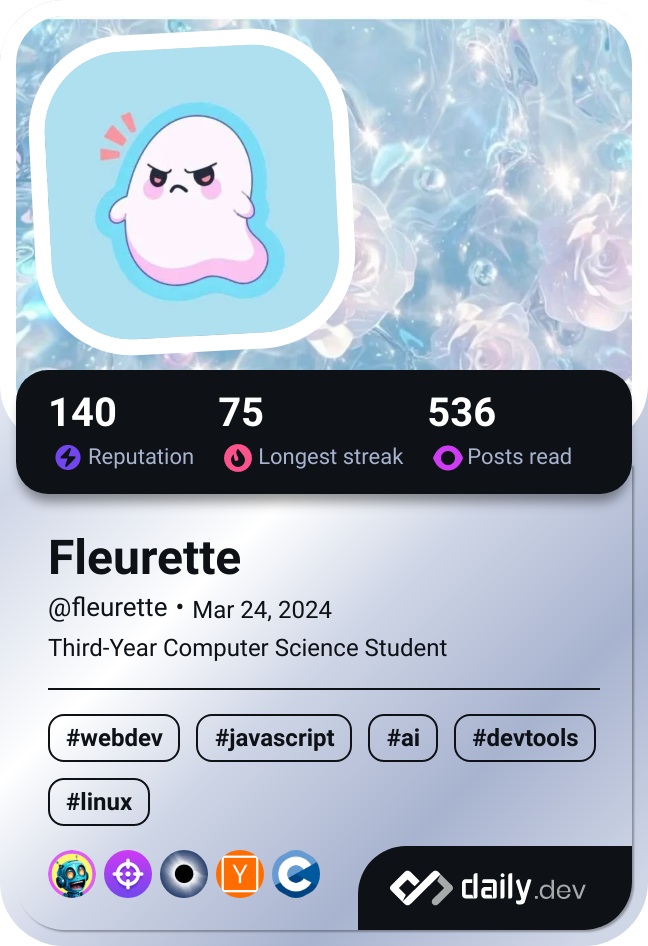 140 75 536
Reputation Longest streak Posts read
Fleurette
@fleurette • Mar 24, 2024
Third-Year Computer Science Student
#webdev #javascript #ai #devtools
#linux
Y C daily.dev